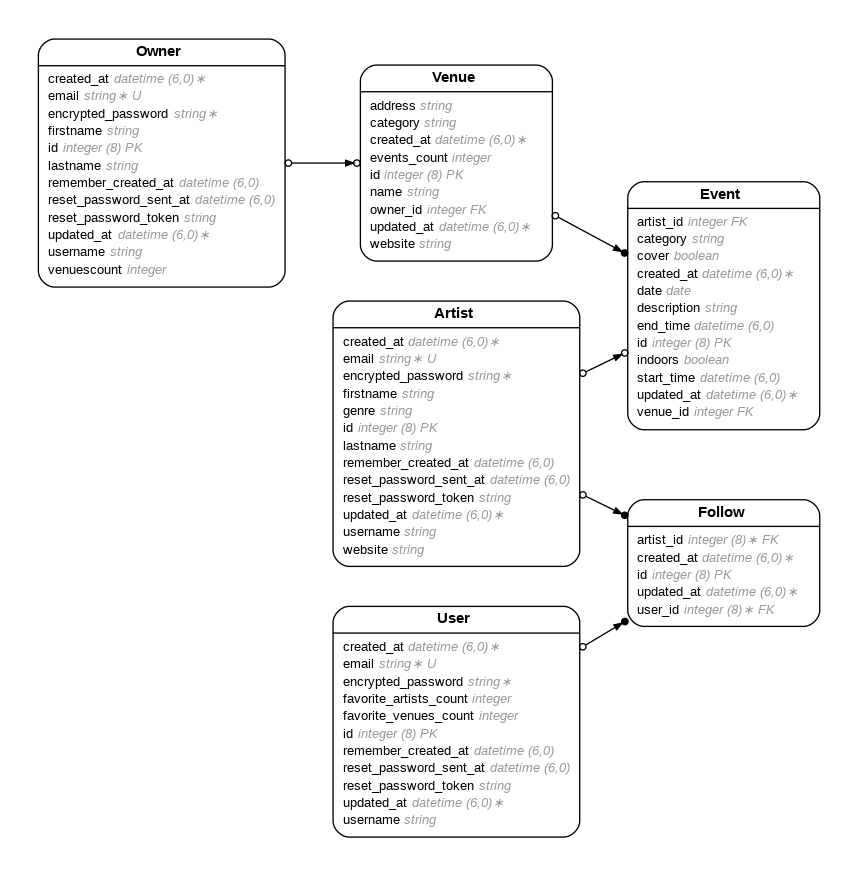 Owner
created_at datetime (6,0)∗
email string∗ U
encrypted_password string∗
firstname string
id integer (8) PK
lastname string
remember_created_at datetime (6,0)
reset_password_sent_at datetime (6,0)
reset_password_token string
updated_at datetime (6,0)∗
username string
venuescount integer
Venue
address string
category string
created_at datetime (6,0)∗
events_count integer
id integer (8) PK
name string
owner_id integer FK
updated_at datetime (6,0)∗
website string
Event
artist_id integer FK
category string
cover boolean
created_at datetime (6,0)∗
date date
description string
end_time datetime (6,0)
id integer (8) PK
indoors boolean
start_time datetime (6,0)
updated_at datetime (6,0)∗
venue_id integer FK
Artist
created_at datetime (6,0)∗
email string∗ U
encrypted_password string∗
firstname string
genre string
id integer (8) PK
lastname string
remember_created_at datetime (6,0)
reset_password_sent_at datetime (6,0)
reset_password_token string
updated_at datetime (6,0)∗
username string
website string
Follow
artist_id integer (8)∗ FK
created_at datetime (6,0)∗
id integer (8) PK
updated_at datetime (6,0)∗
user_id integer (8)∗ FK
User
created_at datetime (6,0)∗
email string∗ U
encrypted_password string∗
favorite_artists_count integer
favorite_venues_count integer
id integer (8) PK
remember_created_at datetime (6,0)
reset_password_sent_at datetime (6,0)
reset_password_token string
updated_at datetime (6,0)∗
username string